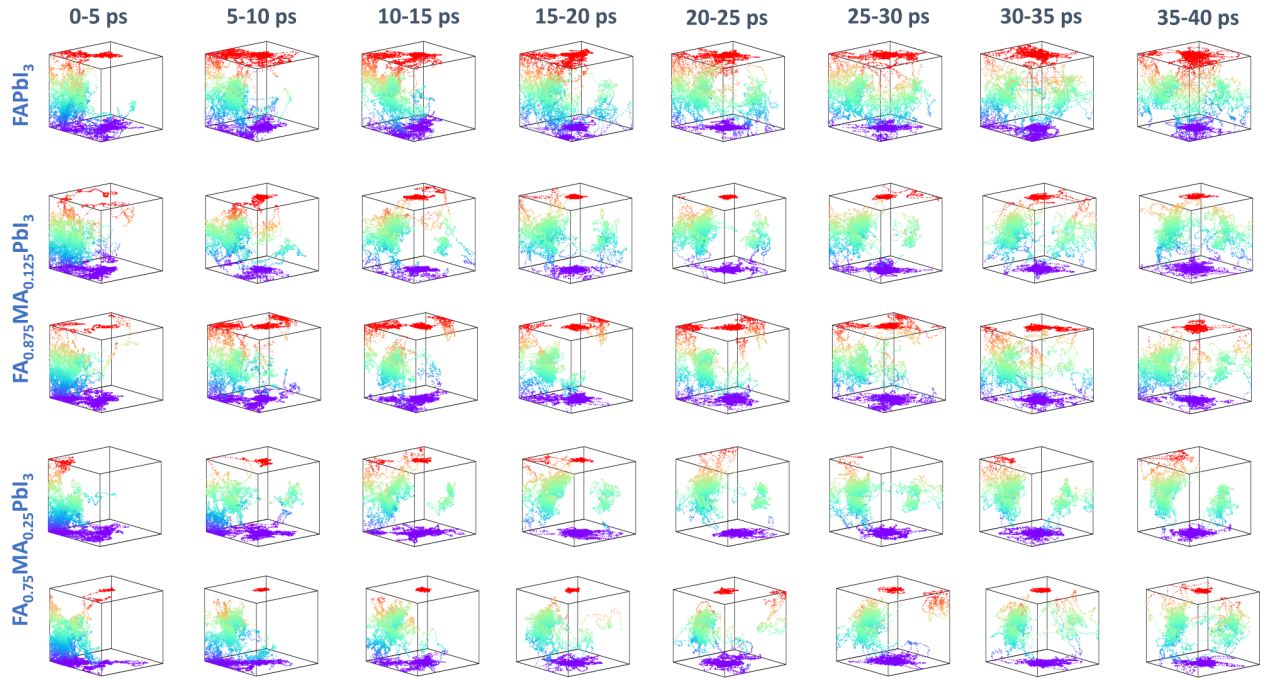 0-5 ps 5-10 ps 10-15 ps 15-20 ps 20-25 ps 25-30 ps 30-35 ps 35-40 ps
FAPbI3
FA0.875MA0.125PbI3
FA0.75MA0.25PbI3